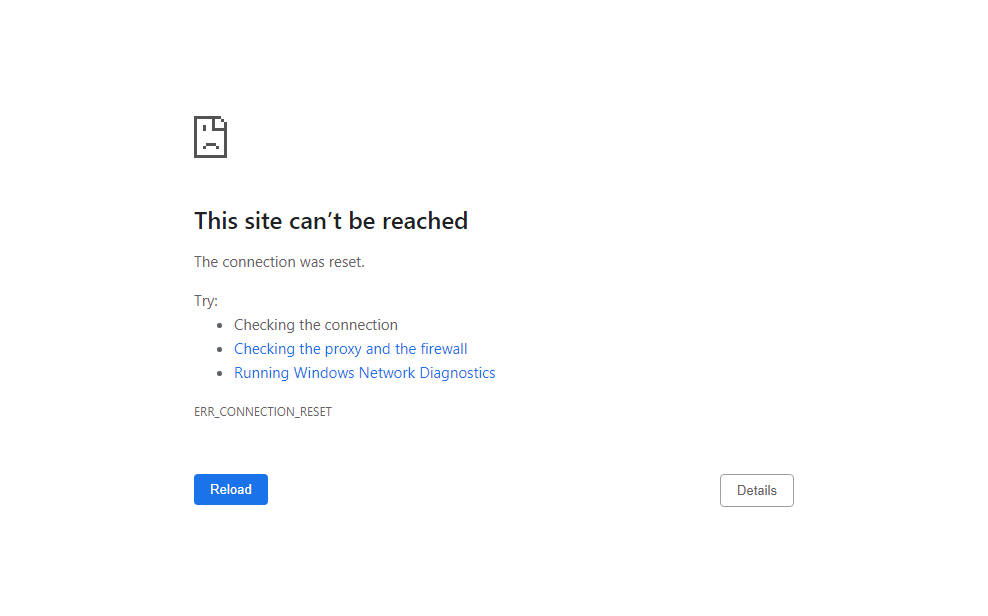 This site can’t be reached
The connection was reset.
Try:
Checking the connection
Checking the proxy and the firewall
Running Windows Network Diagnostics
ERR_CONNECTION_RESET
Reload
Details